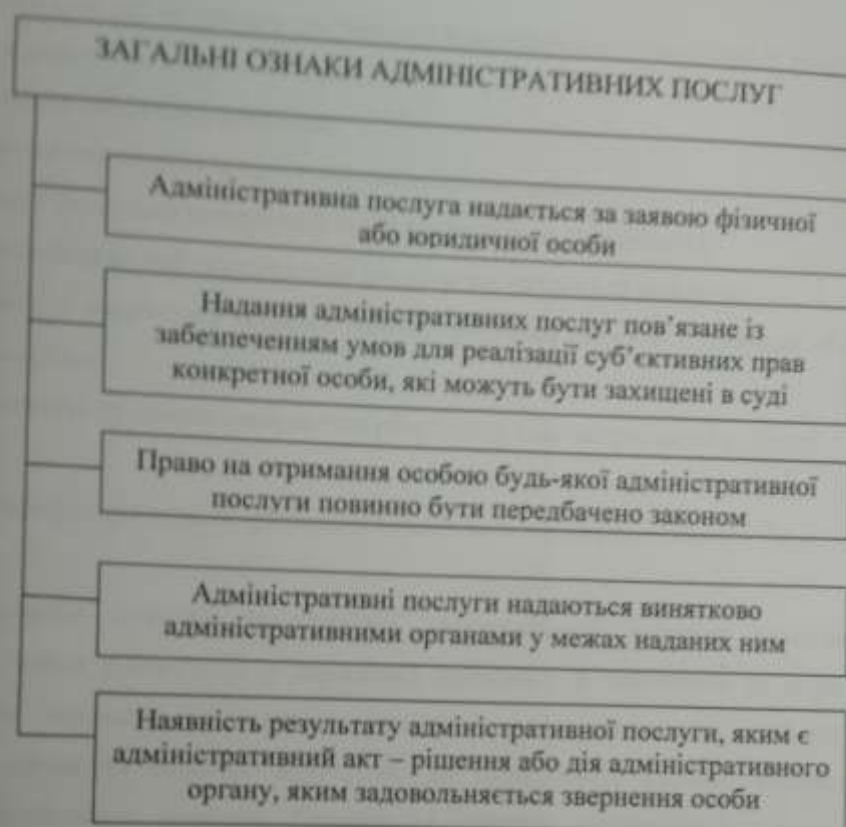 ЗАГАЛЬНІ ОЗНАКИ АДМІНІСТРАТИВНИХ ПОСЛУГ
Адміністративна послуга надається за заявою фізичної
або юридичної особи
Надання адміністративних послуг пов’язане із
забезпеченням умов для реалізації суб’єктивних прав
конкретної особи, які можуть бути захищені в суді
Право на отримання особою будь-якої адміністративної
послуги повинно бути передбачено законом
Адміністративні послуги надаються винятково
адміністративними органами у межах наданих ним
Наявність результату адміністративної послуги, яким є
адміністративний акт – рішення або дія адміністративного
органу, яким задовольняється звернення особи